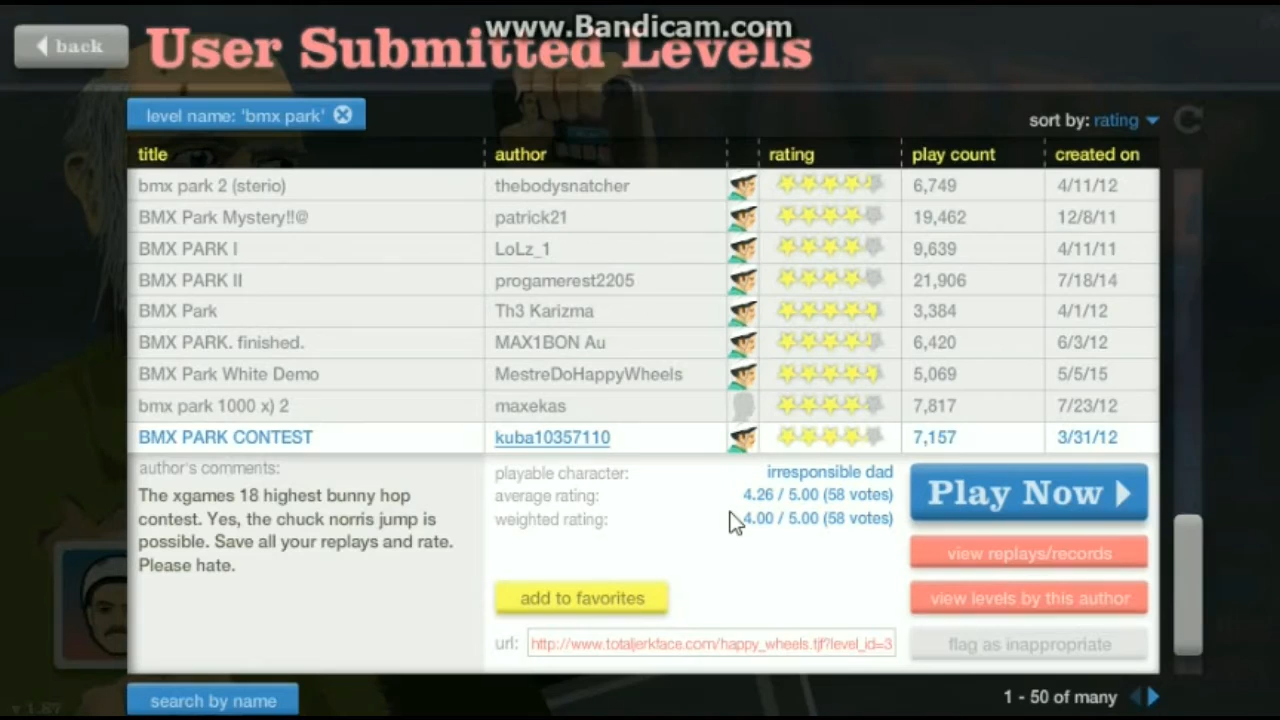 www.Bandicam.com
back
User Submitted Levels
level name: 'bmx park'
sort by: rating
title author rating play count created on
bmx park 2 (sterio) thebodysnatcher 6,749 4/11/12
BMX Park Mystery!!@ patrick21 19,462 12/8/11
BMX PARK I LoLz_1 9,639 4/11/11
BMX PARK II progamerest2205 21,906 7/18/14
BMX Park Th3 Karizma 3,384 4/1/12
BMX PARK. finished. MAX1BON Au 6,420 6/3/12
BMX Park White Demo MestreDoHappyWheels 5,069 5/5/15
bmx park 1000 x) 2 maxekas 7,817 7/23/12
BMX PARK CONTEST kuba10357110 7,157 3/31/12
author's comments:
The xgames 18 highest bunny hop
contest. Yes, the chuck norris jump is
possible. Save all your replays and rate.
Please hate.
playable character: irresponsible dad
average rating: 4.26 / 5.00 (58 votes)
weighted rating: 4.00 / 5.00 (58 votes)
add to favorites
url: http://www.totaljerkface.com/happy_wheels.tjf?level_id=3
Play Now
view replays/records
view levels by this author
flag as inappropriate
search by name
1 - 50 of many
v 1.87